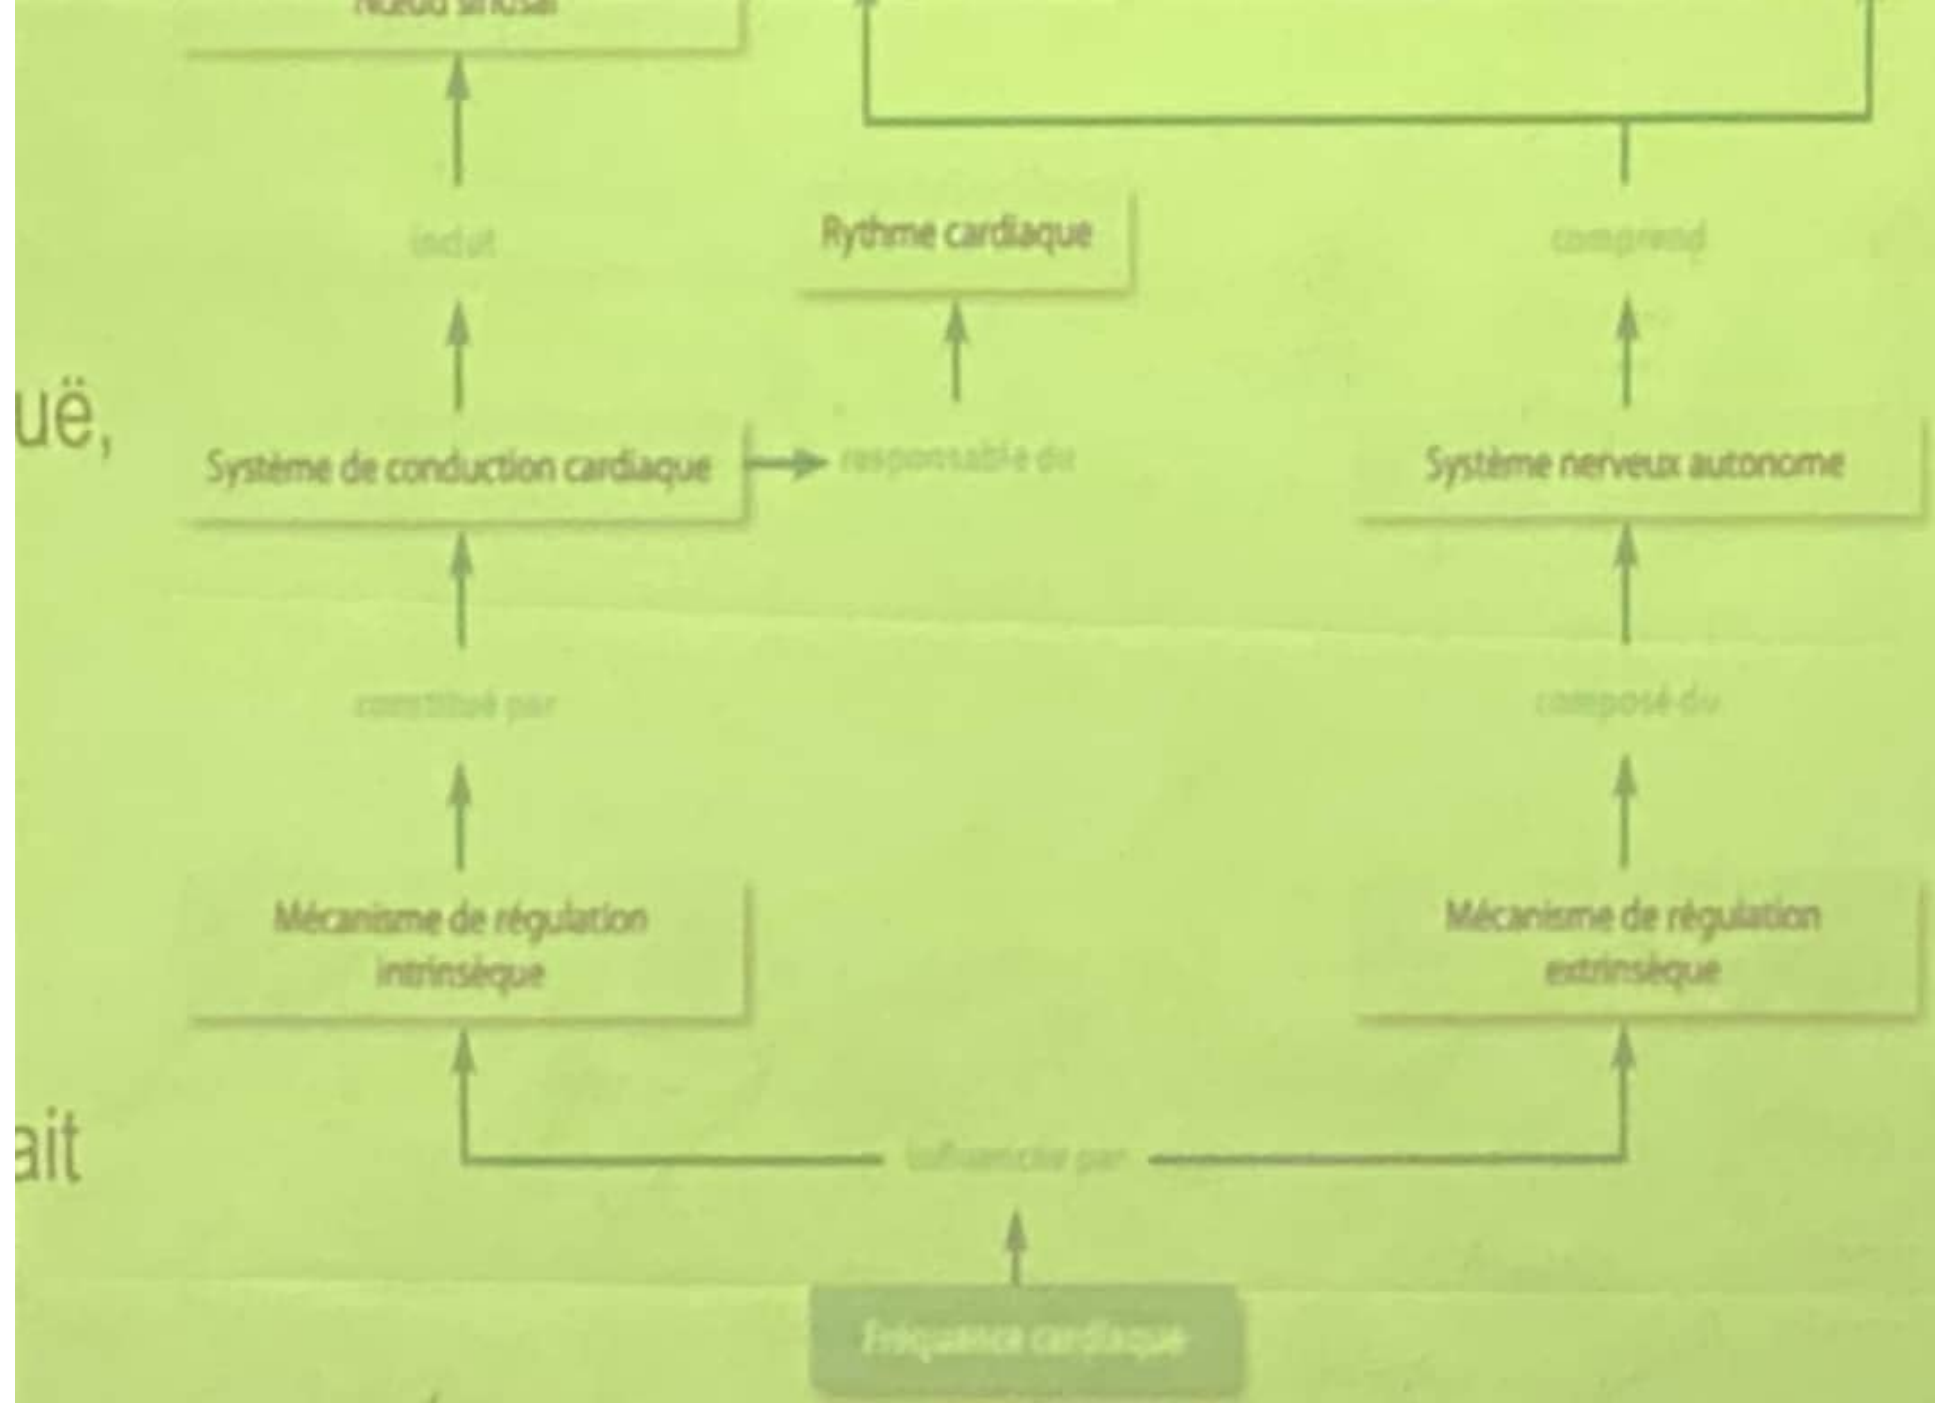 Nœud sinusal
inclut
Rythme cardiaque
comprend
uë,
Système de conduction cardiaque
responsable du
Système nerveux autonome
constitué par
composé du
Mécanisme de régulation
intrinsèque
Mécanisme de régulation
extrinsèque
ait
influencée par
Fréquence cardiaque